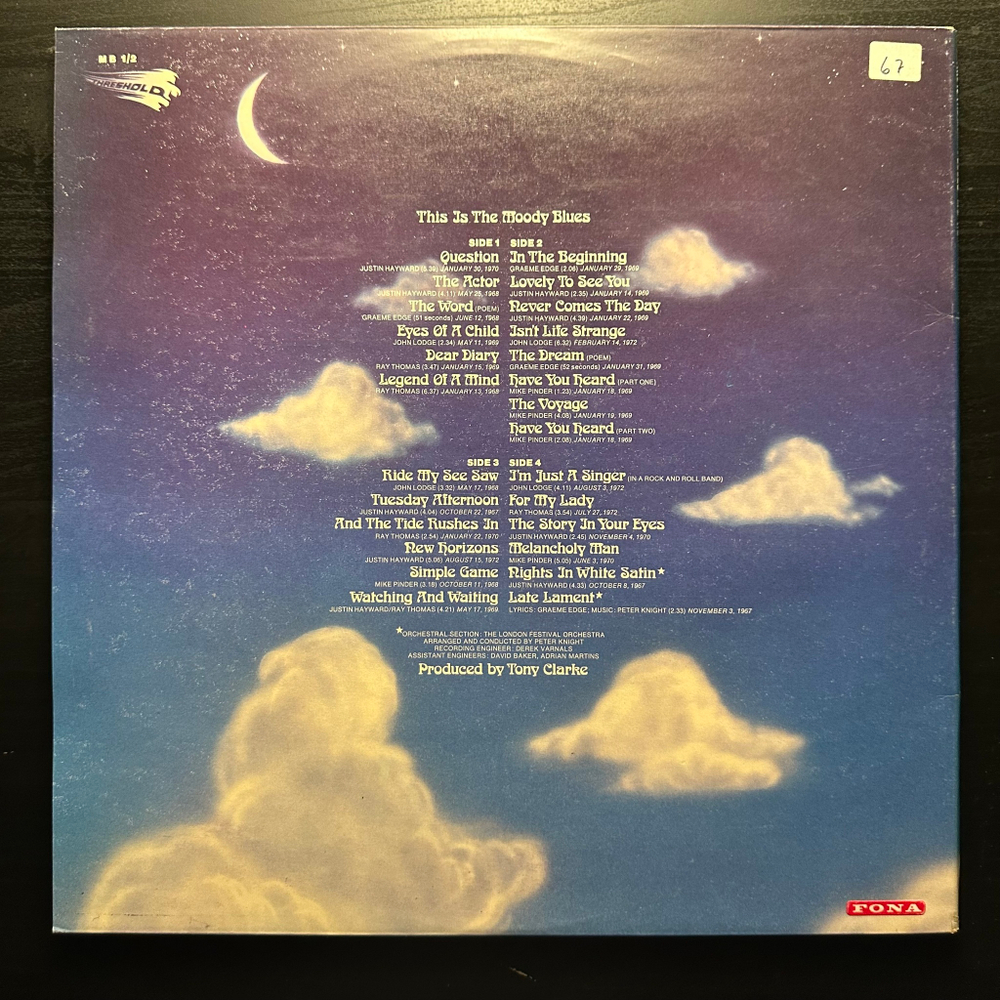 MB 1/2
THRESHOLD
67
This Is The Moody Blues
SIDE 1
Question
JUSTIN HAYWARD (5.39) JANUARY 30, 1970
The Actor
JUSTIN HAYWARD (4.11) MAY 25, 1968
The Word (POEM)
GRAEME EDGE (51 seconds) JUNE 12, 1968
Eyes Of A Child
JOHN LODGE (2.34) MAY 11, 1969
Dear Diary
RAY THOMAS (3.47) JANUARY 15, 1969
Legend Of A Mind
RAY THOMAS (6.37) JANUARY 13, 1968
SIDE 2
In The Beginning
GRAEME EDGE (2.06) JANUARY 29, 1969
Lovely To See You
JUSTIN HAYWARD (2.35) JANUARY 14, 1969
Never Comes The Day
JUSTIN HAYWARD (4.39) JANUARY 22, 1969
Isn't Life Strange
JOHN LODGE (6.32) FEBRUARY 14, 1972
The Dream (POEM)
GRAEME EDGE (52 seconds) JANUARY 31, 1969
Have You Heard (PART ONE)
MIKE PINDER (1.23) JANUARY 18, 1969
The Voyage
MIKE PINDER (4.08) JANUARY 19, 1969
Have You Heard (PART TWO)
MIKE PINDER (2.08) JANUARY 18, 1969
SIDE 3
Ride My See Saw
JOHN LODGE (3.32) MAY 17, 1968
Tuesday Afternoon
JUSTIN HAYWARD (4.04) OCTOBER 22, 1967
And The Tide Rushes In
RAY THOMAS (2.54) JANUARY 22, 1970
New Horizons
JUSTIN HAYWARD (5.06) AUGUST 15, 1972
Simple Game
MIKE PINDER (3.18) OCTOBER 11, 1968
Watching And Waiting
JUSTIN HAYWARD/RAY THOMAS (4.21) MAY 17, 1969
SIDE 4
I'm Just A Singer (IN A ROCK AND ROLL BAND)
JOHN LODGE (4.11) AUGUST 3, 1972
For My Lady
RAY THOMAS (3.54) JULY 27, 1972
The Story In Your Eyes
JUSTIN HAYWARD (2.45) NOVEMBER 4, 1970
Melancholy Man
MIKE PINDER (5.05) JUNE 3, 1970
Nights In White Satin★
JUSTIN HAYWARD (4.33) OCTOBER 8, 1967
Late Lament★
LYRICS: GRAEME EDGE; MUSIC: PETER KNIGHT (2.33) NOVEMBER 3, 1967
★ORCHESTRAL SECTION: THE LONDON FESTIVAL ORCHESTRA
ARRANGED AND CONDUCTED BY PETER KNIGHT
RECORDING ENGINEER: DEREK VARNALS
ASSISTANT ENGINEERS: DAVID BAKER, ADRIAN MARTINS
Produced by Tony Clarke
FONA